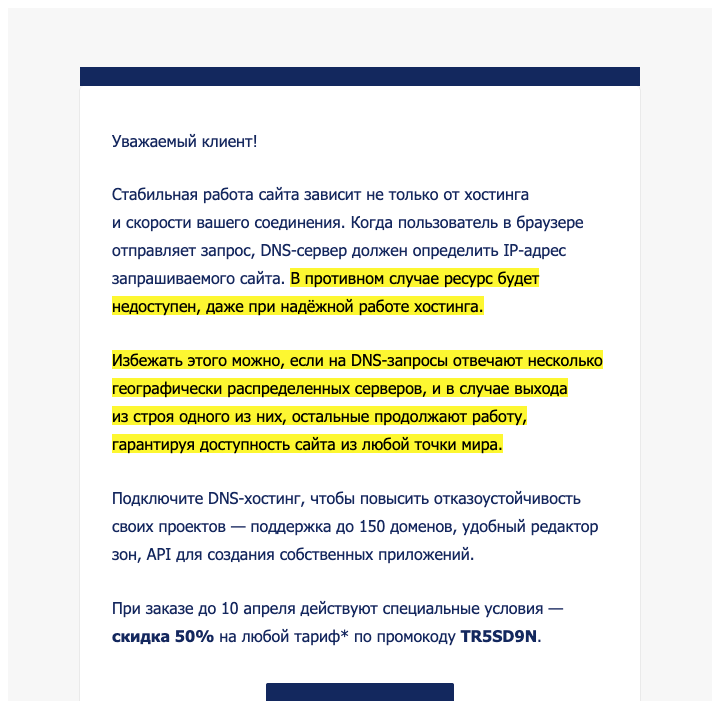 Уважаемый клиент!
Стабильная работа сайта зависит не только от хостинга
и скорости вашего соединения. Когда пользователь в браузере
отправляет запрос, DNS-сервер должен определить IP-адрес
запрашиваемого сайта. В противном случае ресурс будет
недоступен, даже при надёжной работе хостинга.
Избежать этого можно, если на DNS-запросы отвечают несколько
географически распределенных серверов, и в случае выхода
из строя одного из них, остальные продолжают работу,
гарантируя доступность сайта из любой точки мира.
Подключите DNS-хостинг, чтобы повысить отказоустойчивость
своих проектов — поддержка до 150 доменов, удобный редактор
зон, API для создания собственных приложений.
При заказе до 10 апреля действуют специальные условия —
скидка 50% на любой тариф* по промокоду TR5SD9N.